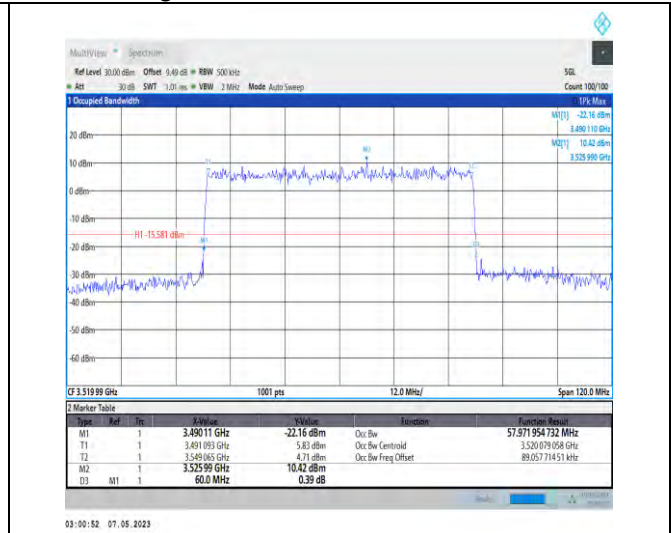 MultiView Spectrum
Ref Level 30.00 dBm Offset 9.49 dB RBW 500 kHz SGL
Att 30 dB SWT 1.01 ms VBW 2 MHz Mode Auto Sweep Count 100/100
1 Occupied Bandwidth 1Pk Max
M1[1] -22.16 dBm
3.490 110 GHz
M2[1] 10.42 dBm
3.525 990 GHz
20 dBm
M2
T1
10 dBm
0 dBm
-10 dBm
H1 -15.581 dBm
M1
D3
-20 dBm
-30 dBm
-40 dBm
-50 dBm
-60 dBm
CF 3.519 99 GHz 1001 pts 12.0 MHz/ Span 120.0 MHz
2 Marker Table
Type Ref Trc X-Value Y-Value Function Function Result
M1 1 3.490 11 GHz -22.16 dBm Occ Bw 57.971 954 732 MHz
T1 1 3.491 093 GHz 5.83 dBm Occ Bw Centroid 3.520 079 058 GHz
T2 1 3.549 065 GHz 4.71 dBm Occ Bw Freq Offset 89.057 714 51 kHz
M2 1 3.525 99 GHz 10.42 dBm
D3 M1 1 60.0 MHz 0.39 dB
03:00:52 07.05.2023